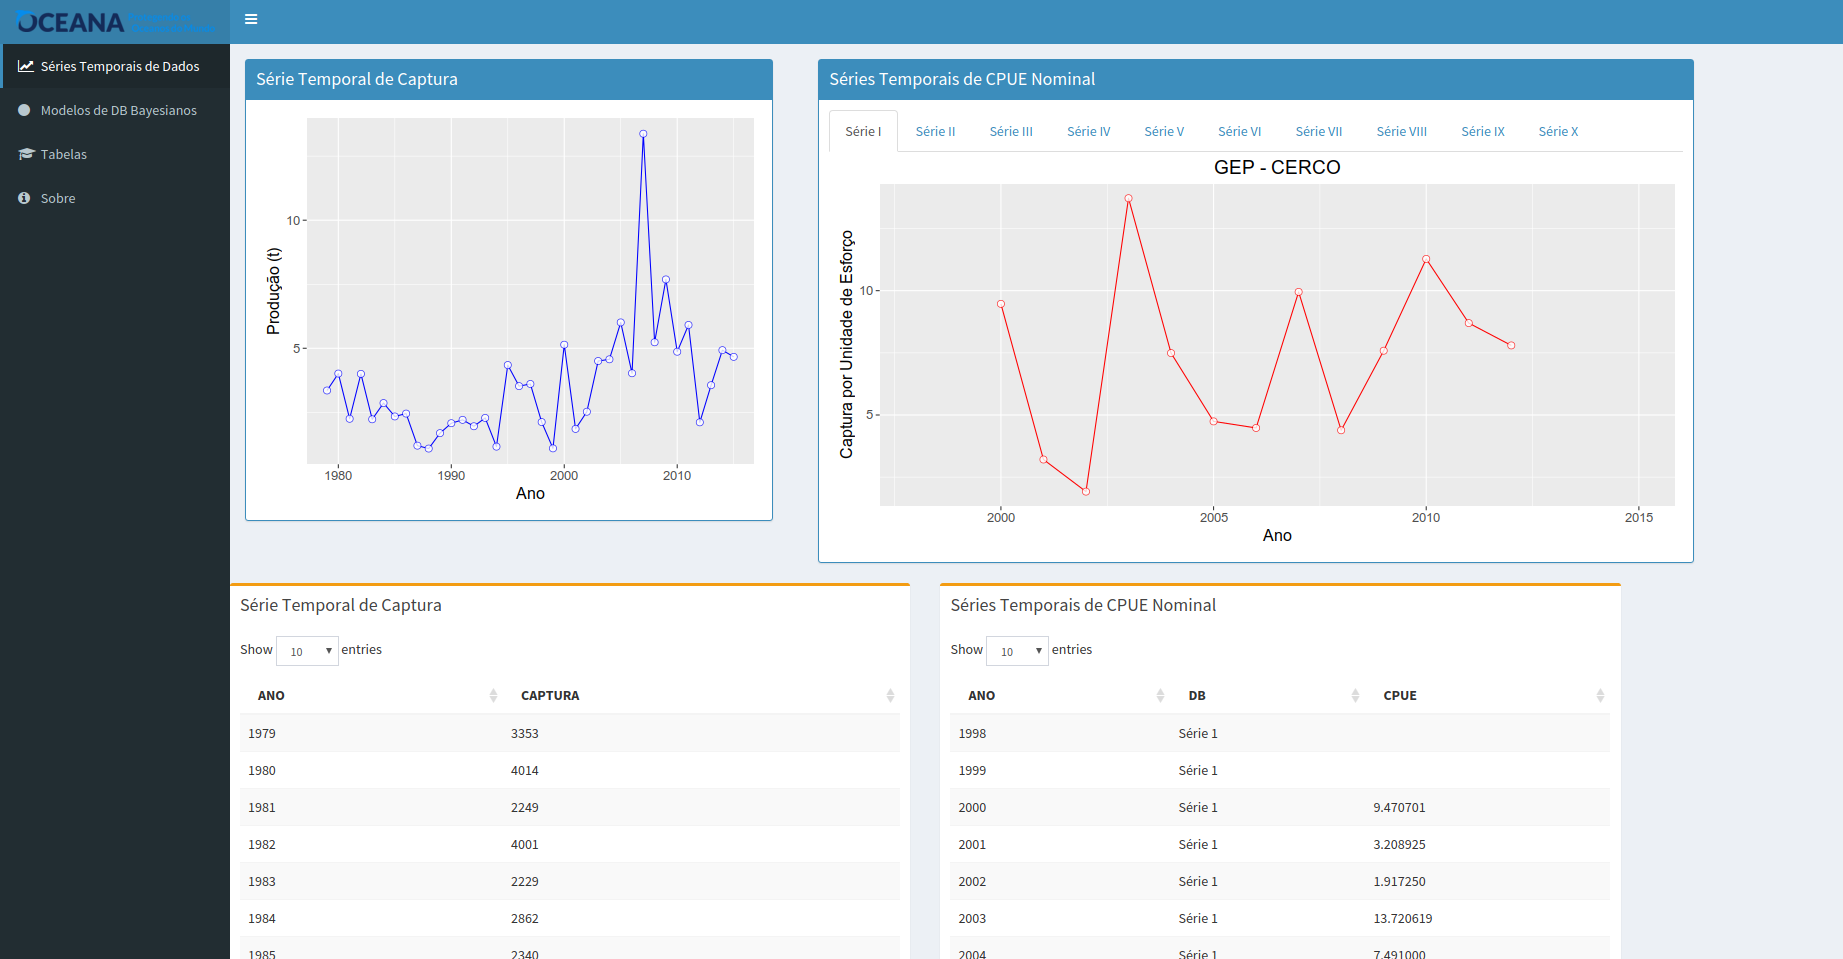 OCEANA
Séries Temporais de Dados
Modelos de DB Bayesianos
Tabelas
Sobre
Série Temporal de Captura
Produção (t)
10
5
1980 1990 2000 2010
Ano
Séries Temporais de CPUE Nominal
Série I Série II Série III Série IV Série V Série VI Série VII Série VIII Série IX Série X
GEP - CERCO
Captura por Unidade de Esforço
10
5
2000 2005 2010 2015
Ano
Série Temporal de Captura
Show 10 entries
ANO CAPTURA
1979 3353
1980 4014
1981 2249
1982 4001
1983 2229
1984 2862
1985 2340
Séries Temporais de CPUE Nominal
Show 10 entries
ANO DB CPUE
1998 Série 1
1999 Série 1
2000 Série 1 9.470701
2001 Série 1 3.208925
2002 Série 1 1.917250
2003 Série 1 13.720619
2004 Série 1 7.491000